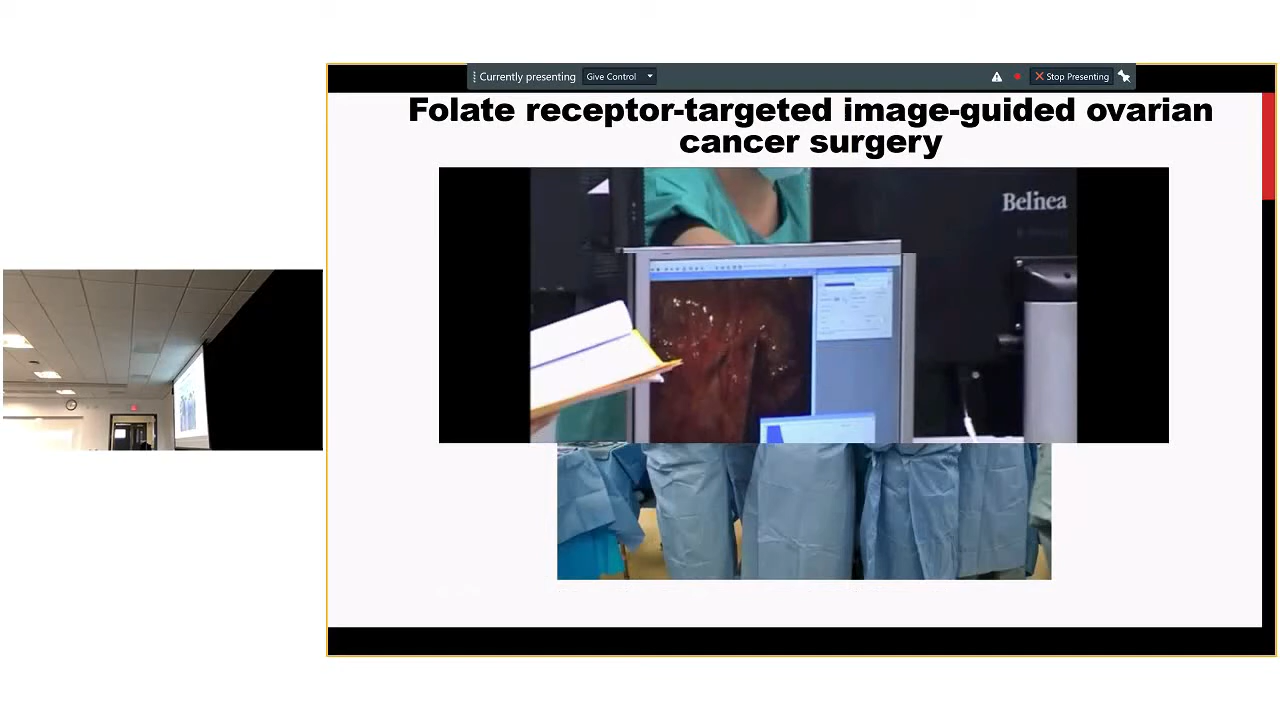 Currently presenting
Give Control
Stop Presenting
Folate receptor-targeted image-guided ovarian
cancer surgery
Belinea